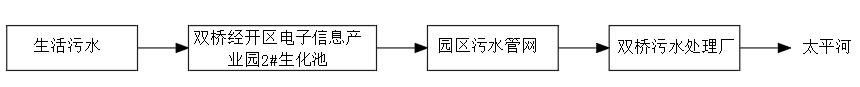 生活污水
双桥经开区电子信息产
业园2#生化池
园区污水管网
双桥污水处理厂
太平河